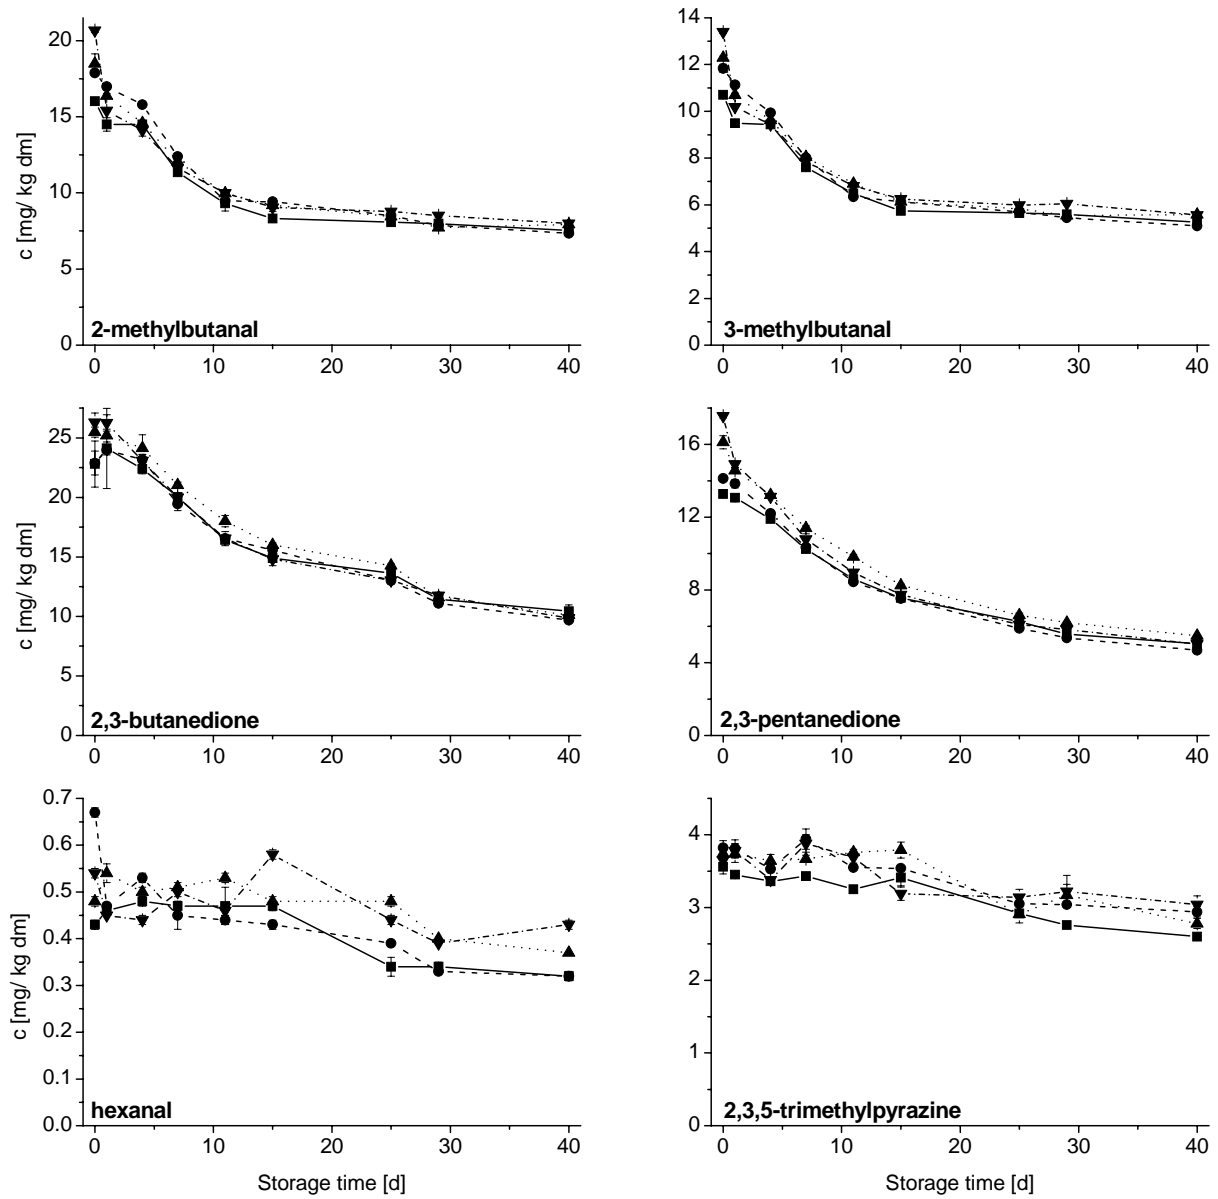 20
15
10
5
0
c [mg/ kg dm]
2-methylbutanal
0 10 20 30 40
14
12
10
8
6
4
2
0
3-methylbutanal
0 10 20 30 40
25
20
15
10
5
0
c [mg/ kg dm]
2,3-butanedione
0 10 20 30 40
16
12
8
4
0
2,3-pentanedione
0 10 20 30 40
0.7
0.6
0.5
0.4
0.3
0.2
0.1
0.0
c [mg/ kg dm]
hexanal
0 10 20 30 40
Storage time [d]
4
3
2
1
0
2,3,5-trimethylpyrazine
0 10 20 30 40
Storage time [d]